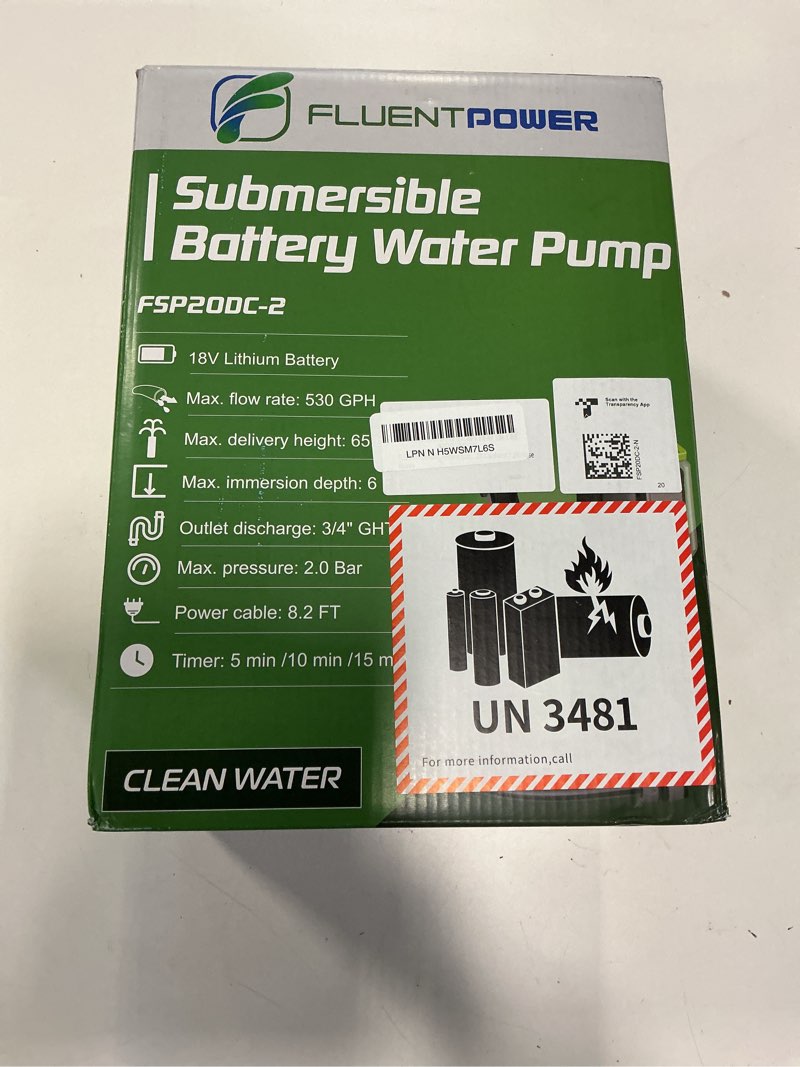 FLUENTPOWER
Submersible
Battery Water Pump
FSP20DC-2
18V Lithium Battery
Max. flow rate: 530 GPH
Max. delivery height: 65
Max. immersion depth: 6
Outlet discharge: 3/4" GHT
Max. pressure: 2.0 Bar
Power cable: 8.2 FT
Timer: 5 min /10 min /15 m
CLEAN WATER
LPN N H5WSM7L6S
Scan with the
Transparency App
FSP20DC-2-N
20
UN 3481
For more information,call